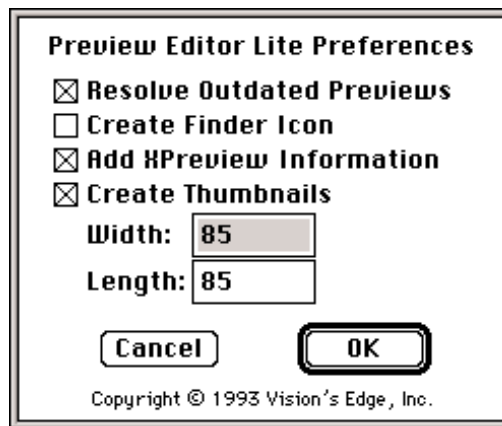 Preview Editor Lite Preferences
Resolve Outdated Previews
Create Finder Icon
Add XPreview Information
Create Thumbnails
Width: 85
Length: 85
Cancel OK
Copyright © 1993 Vision's Edge, Inc.